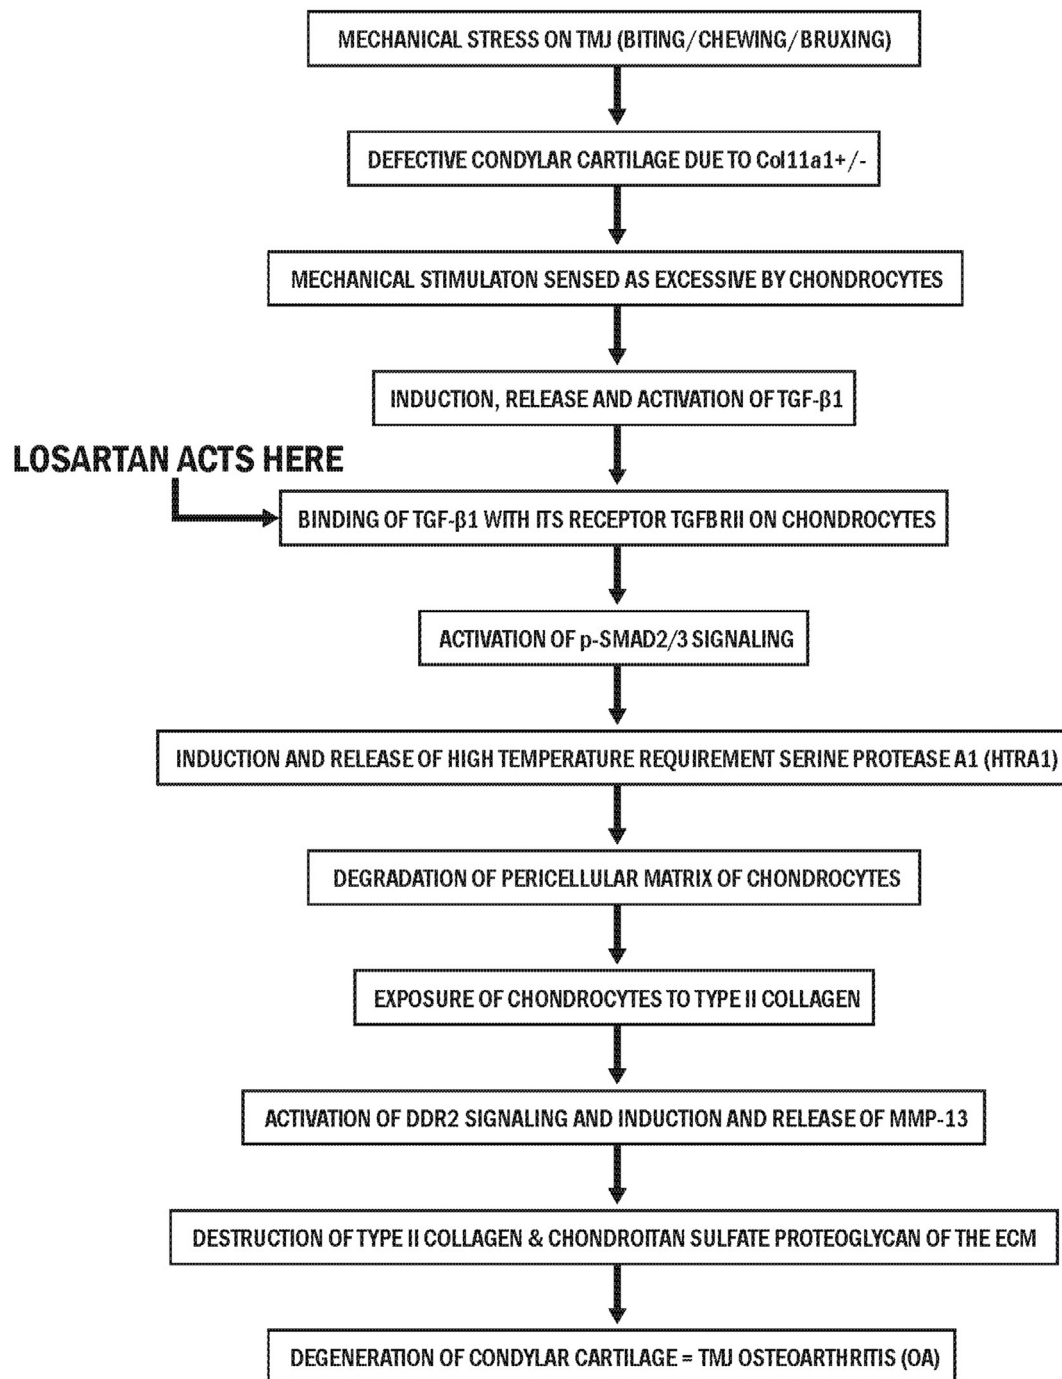 MECHANICAL STRESS ON TMJ (BITING/CHEWING/BRUXING)
DEFECTIVE CONDYLAR CARTILAGE DUE TO Col11a1+/-
MECHANICAL STIMULATON SENSED AS EXCESSIVE BY CHONDROCYTES
INDUCTION, RELEASE AND ACTIVATION OF TGF-β1
LOSARTAN ACTS HERE
BINDING OF TGF-β1 WITH ITS RECEPTOR TGFBRII ON CHONDROCYTES
ACTIVATION OF p-SMAD2/3 SIGNALING
INDUCTION AND RELEASE OF HIGH TEMPERATURE REQUIREMENT SERINE PROTEASE A1 (HTRA1)
DEGRADATION OF PERICELLULAR MATRIX OF CHONDROCYTES
EXPOSURE OF CHONDROCYTES TO TYPE II COLLAGEN
ACTIVATION OF DDR2 SIGNALING AND INDUCTION AND RELEASE OF MMP-13
DESTRUCTION OF TYPE II COLLAGEN & CHONDROITAN SULFATE PROTEOGLYCAN OF THE ECM
DEGENERATION OF CONDYLAR CARTILAGE = TMJ OSTEOARTHRITIS (OA)